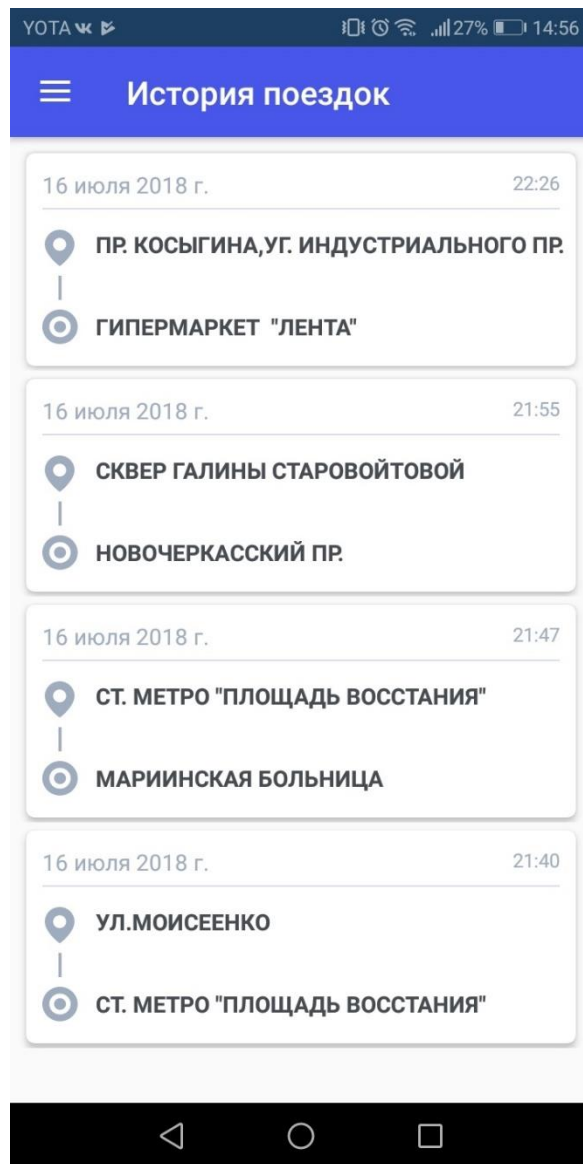 YOTA 27% 14:56
История поездок
16 июля 2018 г. 22:26
ПР. КОСЫГИНА,УГ. ИНДУСТРИАЛЬНОГО ПР.
ГИПЕРМАРКЕТ "ЛЕНТА"
16 июля 2018 г. 21:55
СКВЕР ГАЛИНЫ СТАРОВОЙТОВОЙ
НОВОЧЕРКАССКИЙ ПР.
16 июля 2018 г. 21:47
СТ. МЕТРО "ПЛОЩАДЬ ВОССТАНИЯ"
МАРИИНСКАЯ БОЛЬНИЦА
16 июля 2018 г. 21:40
УЛ.МОИСЕЕНКО
СТ. МЕТРО "ПЛОЩАДЬ ВОССТАНИЯ"